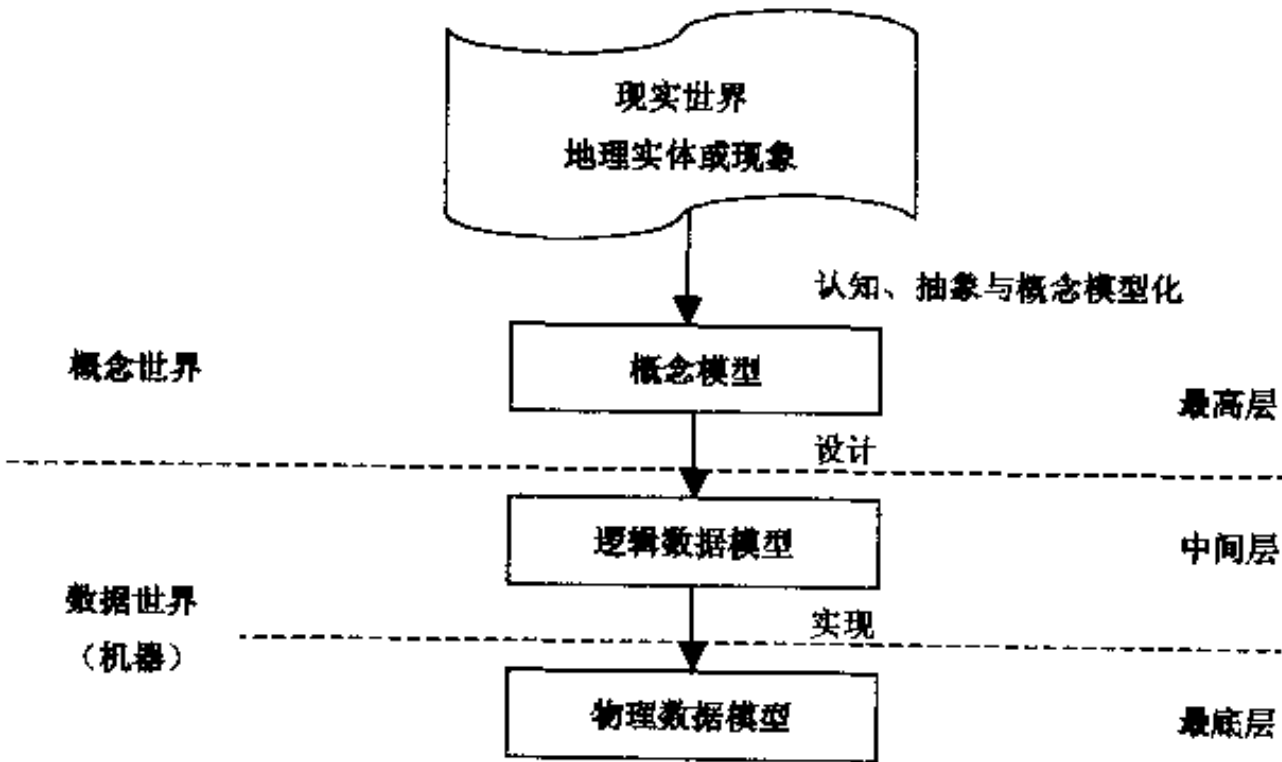 现实世界
地理实体或现象
认知、抽象与概念模型化
概念世界
概念模型
最高层
设计
逻辑数据模型
中间层
数据世界
（机器）
实现
物理数据模型
最底层